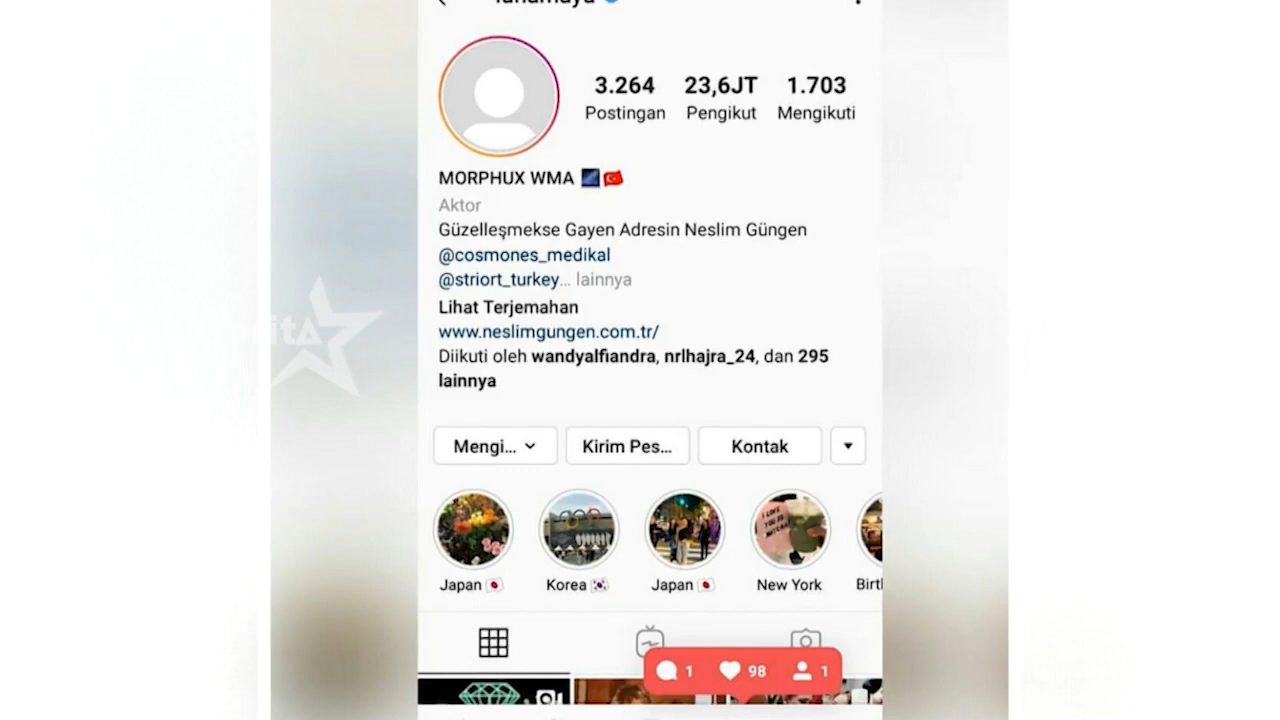 3.264 23,6JT 1.703
Postingan Pengikut Mengikuti
MORPHUX WMA
Aktor
Güzelleşmekse Gayen Adresin Neslim Güngen
@cosmones_medikal
@striort_turkey... lainnya
Lihat Terjemahan
www.neslimgungen.com.tr/
Diikuti oleh wandyalfiandra, nrlhajra_24, dan 295
lainnya
Mengi... Kirim Pes... Kontak
I LIKE
Japan Korea Japan New York Birt
1 98 1